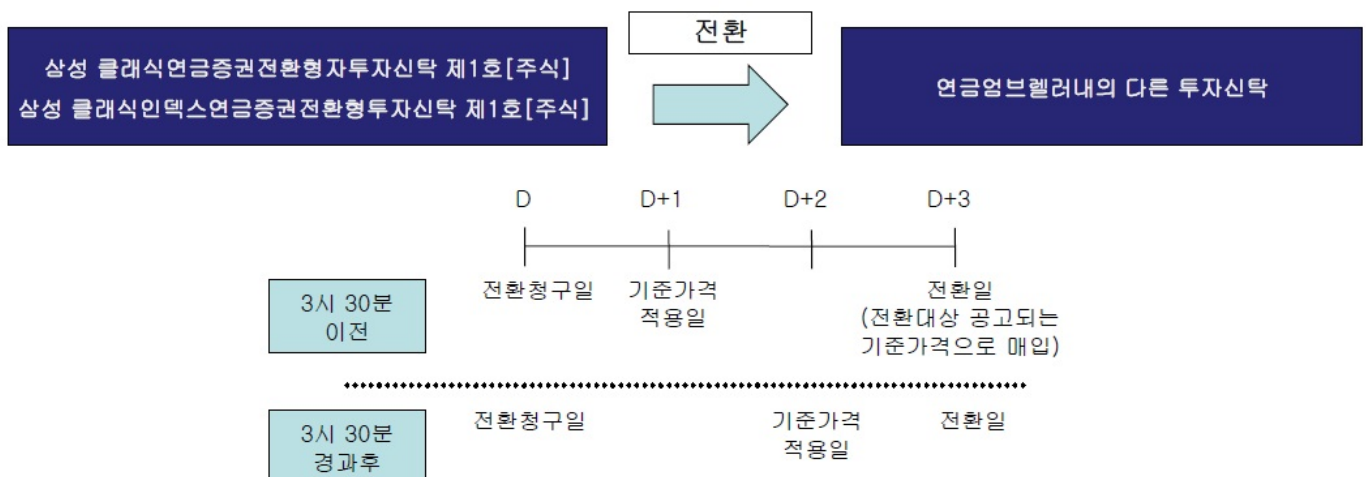 전환
삼성 클래식연금증권전환형자투자신탁 제1호[주식]
삼성 클래식인덱스연금증권전환형투자신탁 제1호[주식]
연금엄브렐러내의 다른 투자신탁
D D+1 D+2 D+3
3시 30분
이전
전환청구일
기준가격
적용일
전환일
(전환대상 공고되는
기준가격으로 매입)
3시 30분
경과후
전환청구일
기준가격
적용일
전환일